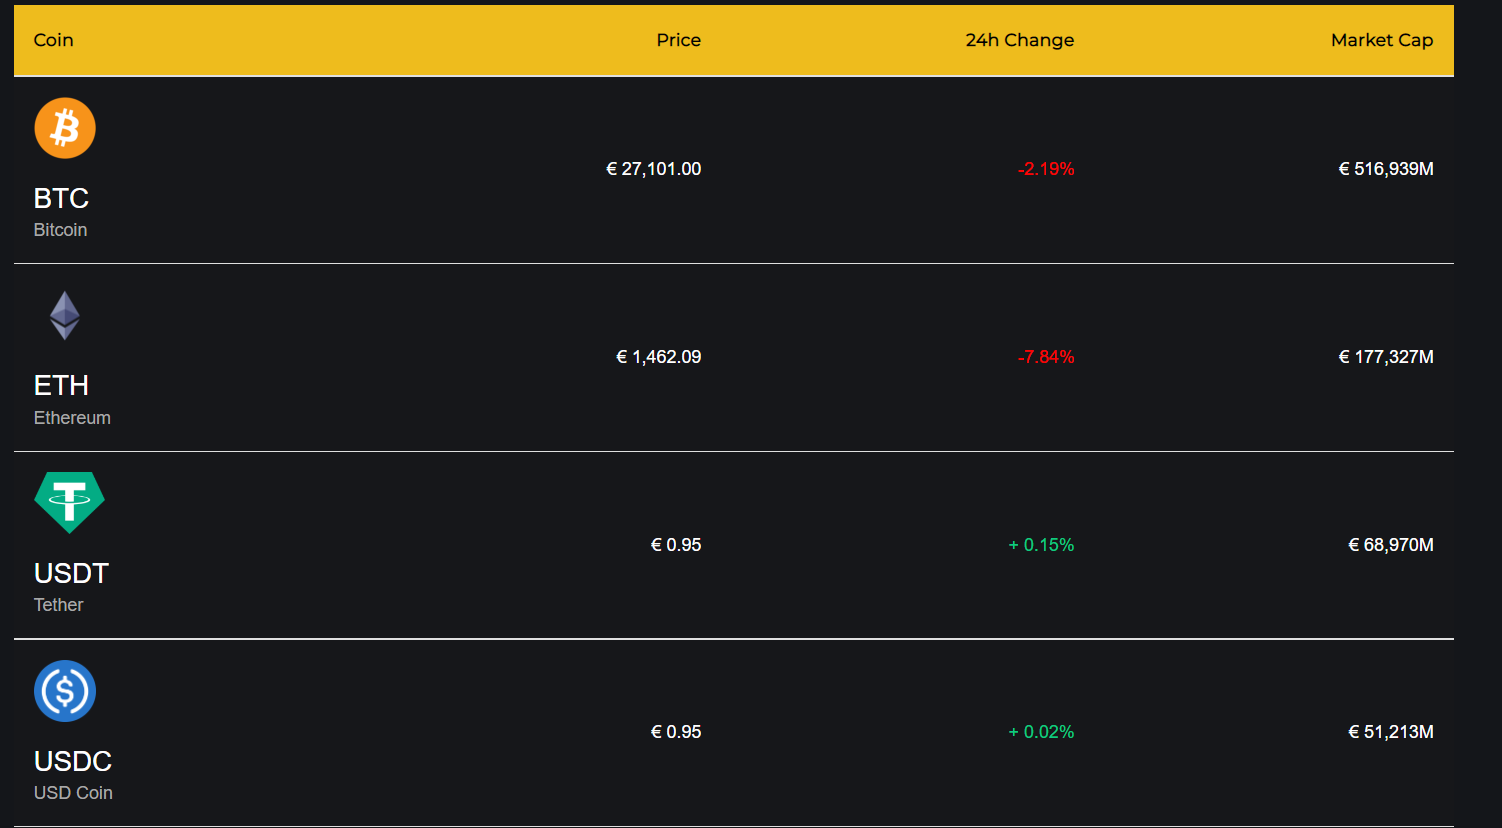 Coin Price 24h Change Market Cap
€ 27,101.00 -2.19% € 516,939M
BTC
Bitcoin
€ 1,462.09 -7.84% € 177,327M
ETH
Ethereum
€ 0.95 + 0.15% € 68,970M
USDT
Tether
€ 0.95 + 0.02% € 51,213M
USDC
USD Coin